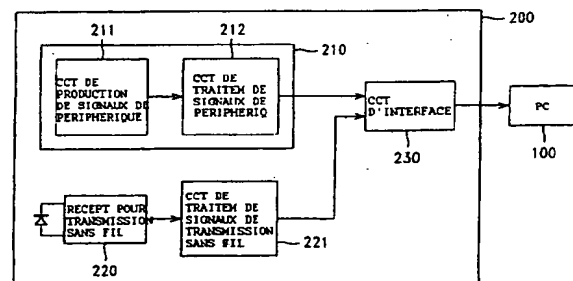 200
211
212
210
CCT DE
PRODUCTION
DE SIGNAUX DE
PERIPHERIQUE
CCT DE
TRAITEM DE
SIGNAUX DE
PERIPHERIQ
CCT
D'INTERFACE
230
PC
100
RECEPT POUR
TRANSMISSION
SANS FIL
220
CCT DE
TRAITEM DE
SIGNAUX DE
TRANSMISSION
SANS FIL
221